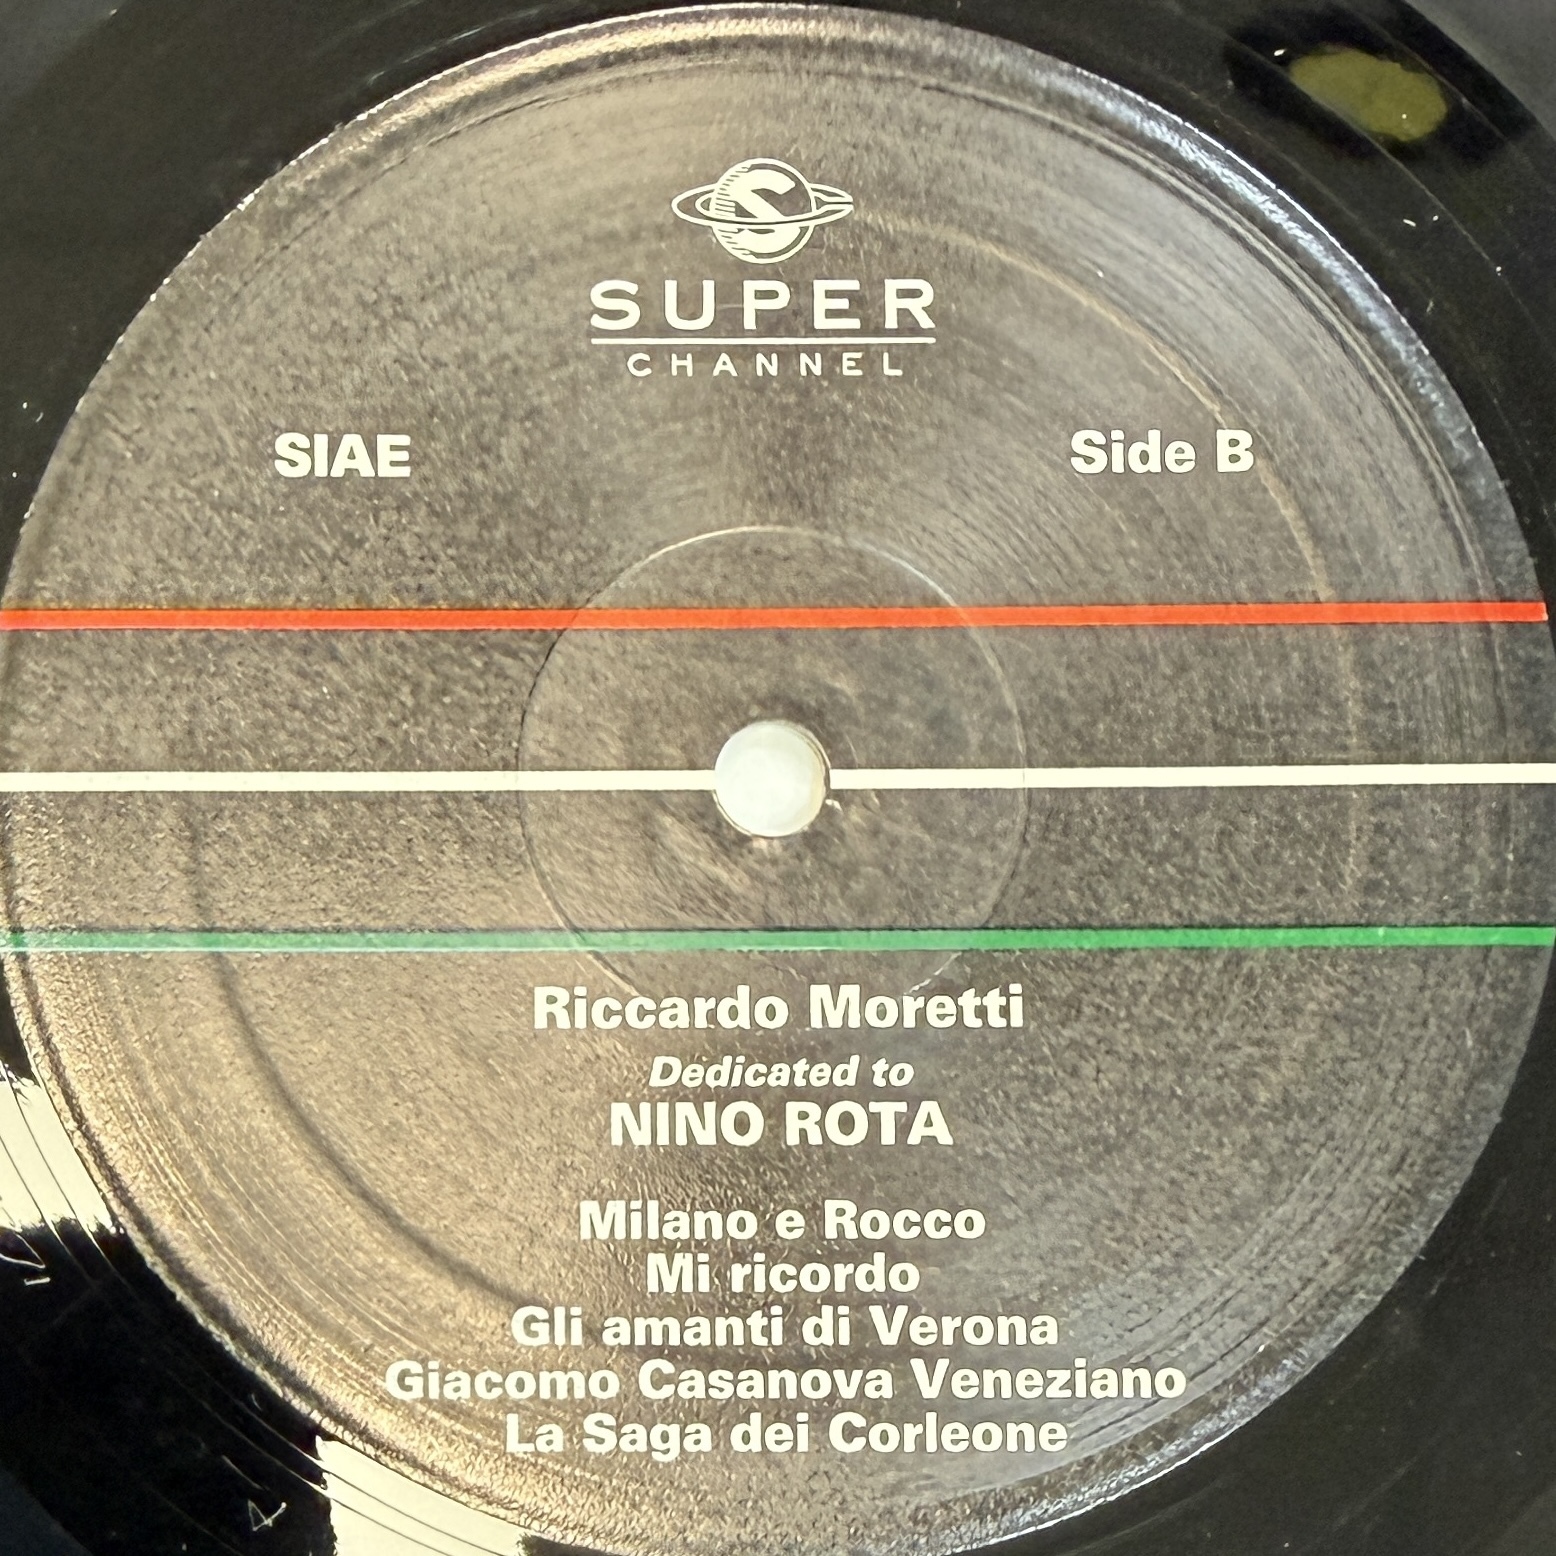 S
SUPER
CHANNEL
SIAE
Side B
Riccardo Moretti
Dedicated to
NINO ROTA
Milano e Rocco
Mi ricordo
Gli amanti di Verona
Giacomo Casanova Veneziano
La Saga dei Corleone